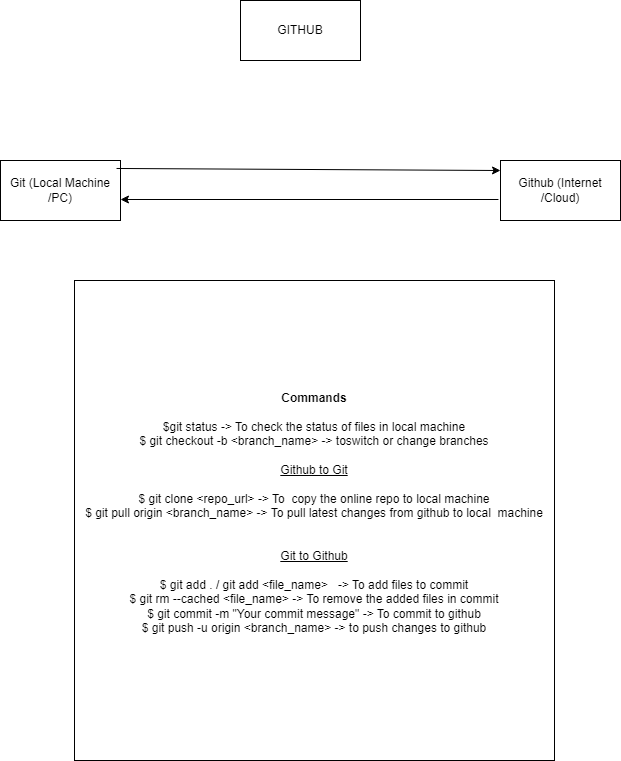 GITHUB
Git (Local Machine
/PC)
Github (Internet
/Cloud)
Commands
$git status -> To check the status of files in local machine
$ git checkout -b <branch_name> -> toswitch or change branches
Github to Git
$ git clone <repo_url> -> To  copy the online repo to local machine
$ git pull origin <branch_name> -> To pull latest changes from github to local  machine
Git to Github
$ git add . / git add <file_name>   -> To add files to commit
$ git rm --cached <file_name> -> To remove the added files in commit
$ git commit -m "Your commit message" -> To commit to github
$ git push -u origin <branch_name> -> to push changes to github